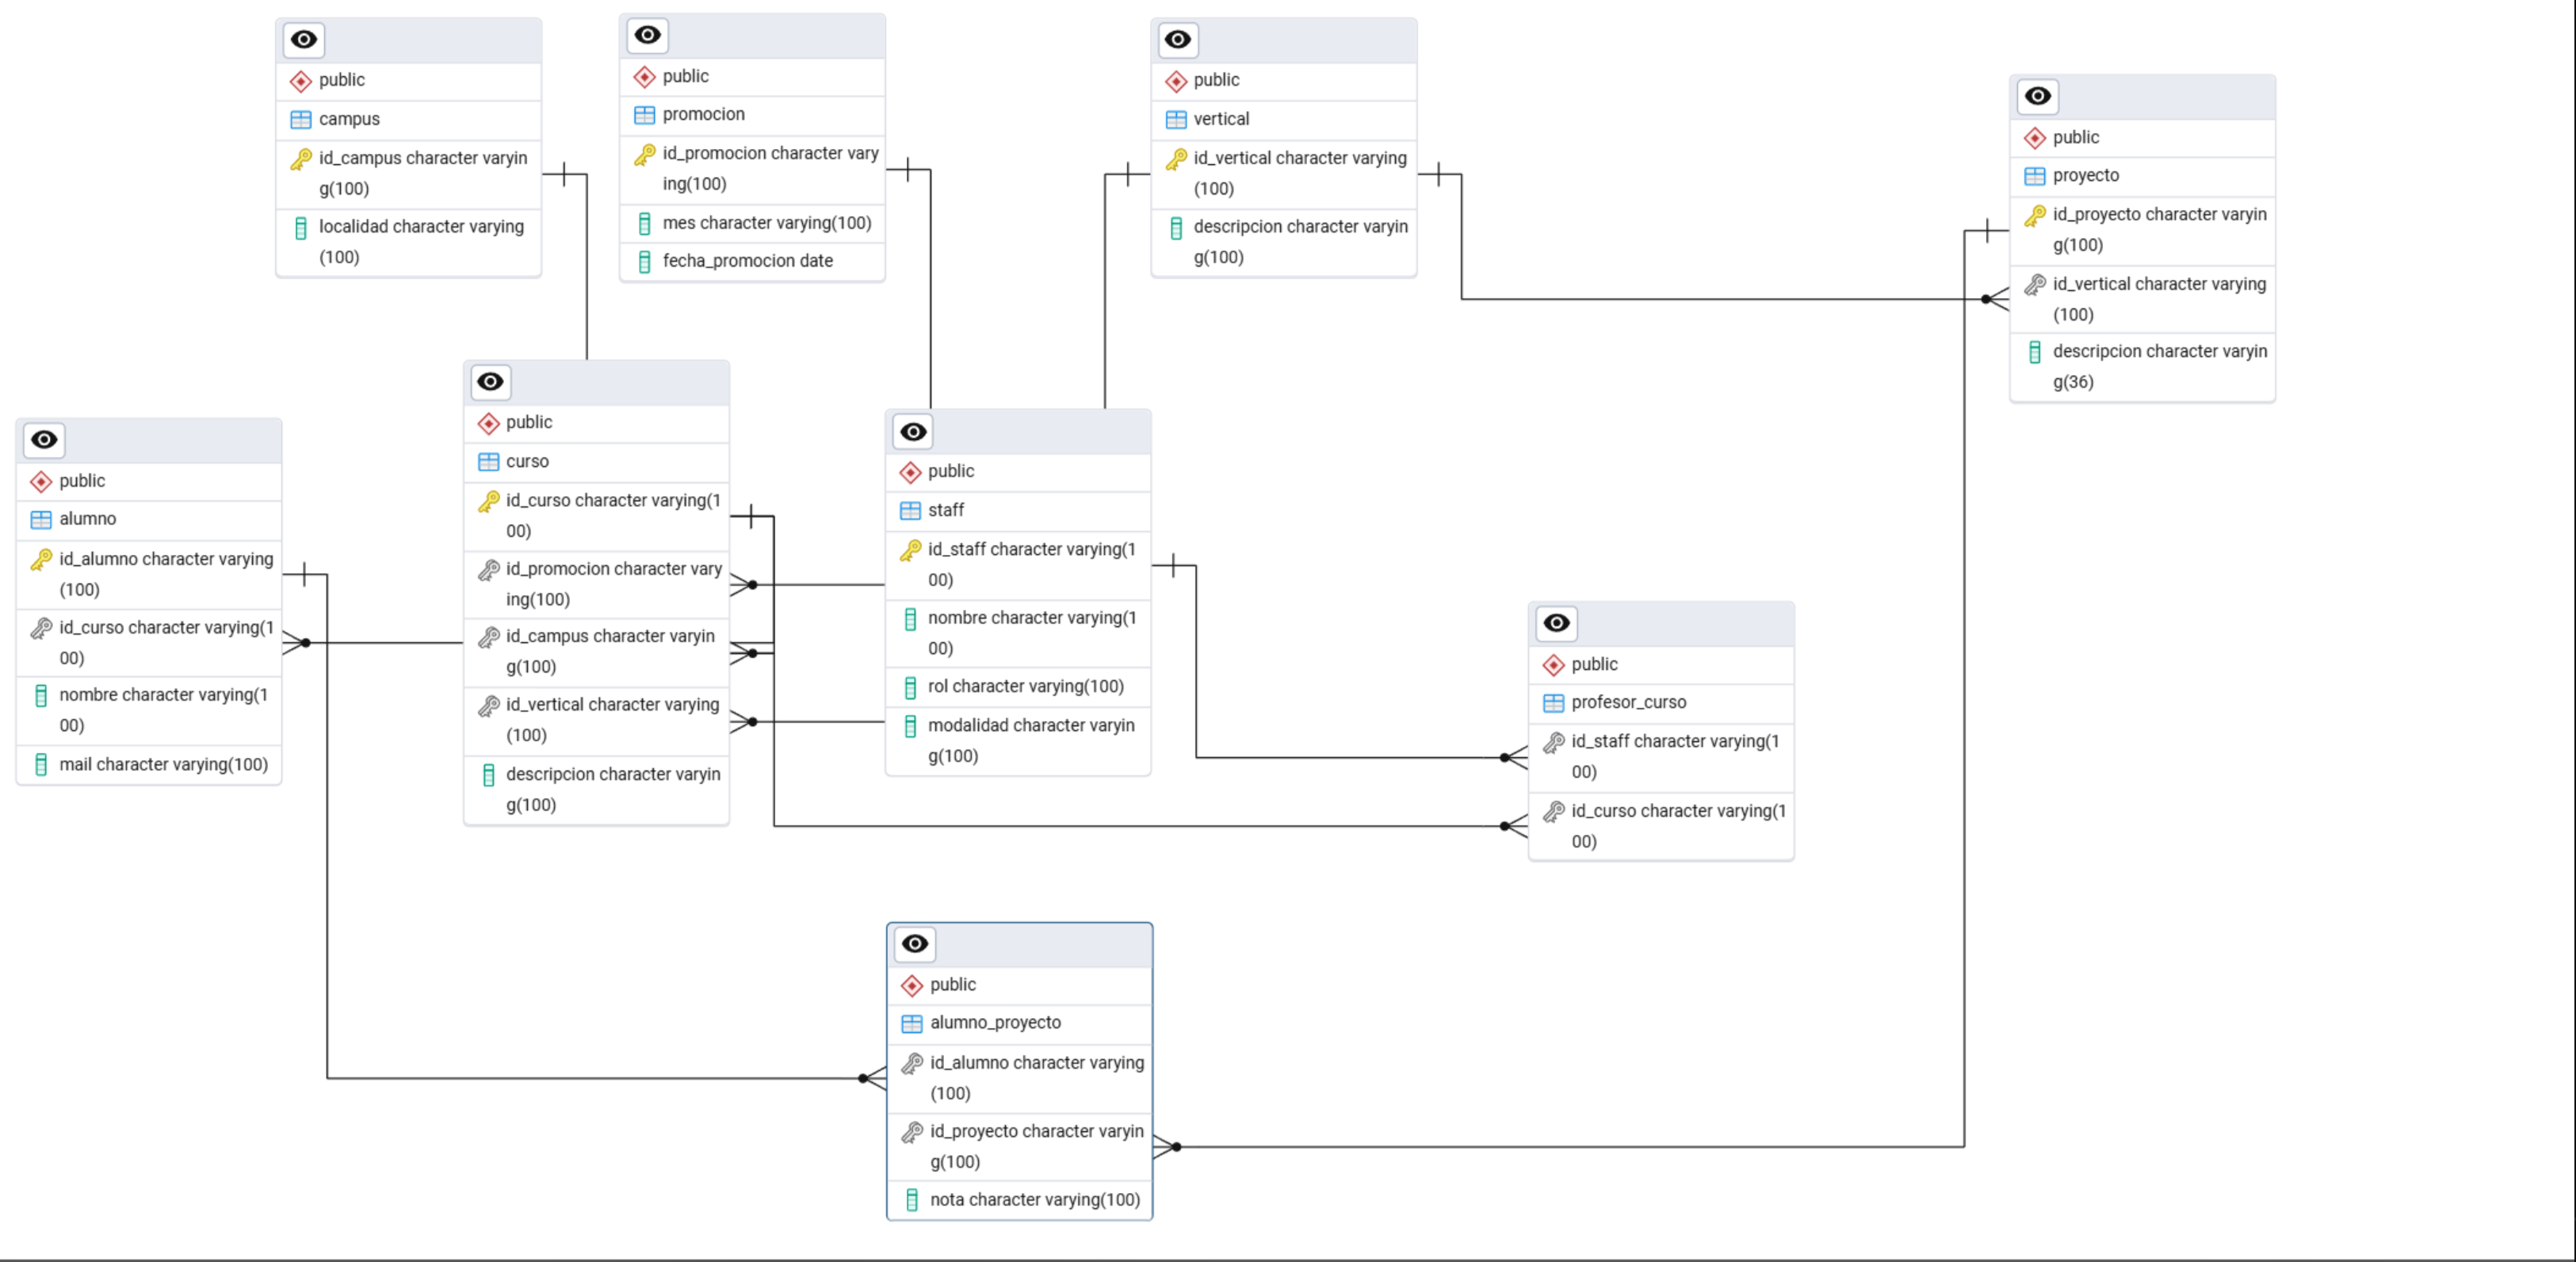 public
campus
id_campus character varyin
g(100)
localidad character varying
(100)
public
promocion
id_promocion character vary
ing(100)
mes character varying(100)
fecha_promocion date
public
vertical
id_vertical character varying
(100)
descripcion character varyin
g(100)
public
proyecto
id_proyecto character varyin
g(100)
id_vertical character varying
(100)
descripcion character varyin
g(36)
public
alumno
id_alumno character varying
(100)
id_curso character varying(1
00)
nombre character varying(1
00)
mail character varying(100)
public
curso
id_curso character varying(1
00)
id_promocion character vary
ing(100)
id_campus character varyin
g(100)
id_vertical character varying
(100)
descripcion character varyin
g(100)
public
staff
id_staff character varying(1
00)
nombre character varying(1
00)
rol character varying(100)
modalidad character varyin
g(100)
public
profesor_curso
id_staff character varying(1
00)
id_curso character varying(1
00)
public
alumno_proyecto
id_alumno character varying
(100)
id_proyecto character varyin
g(100)
nota character varying(100)